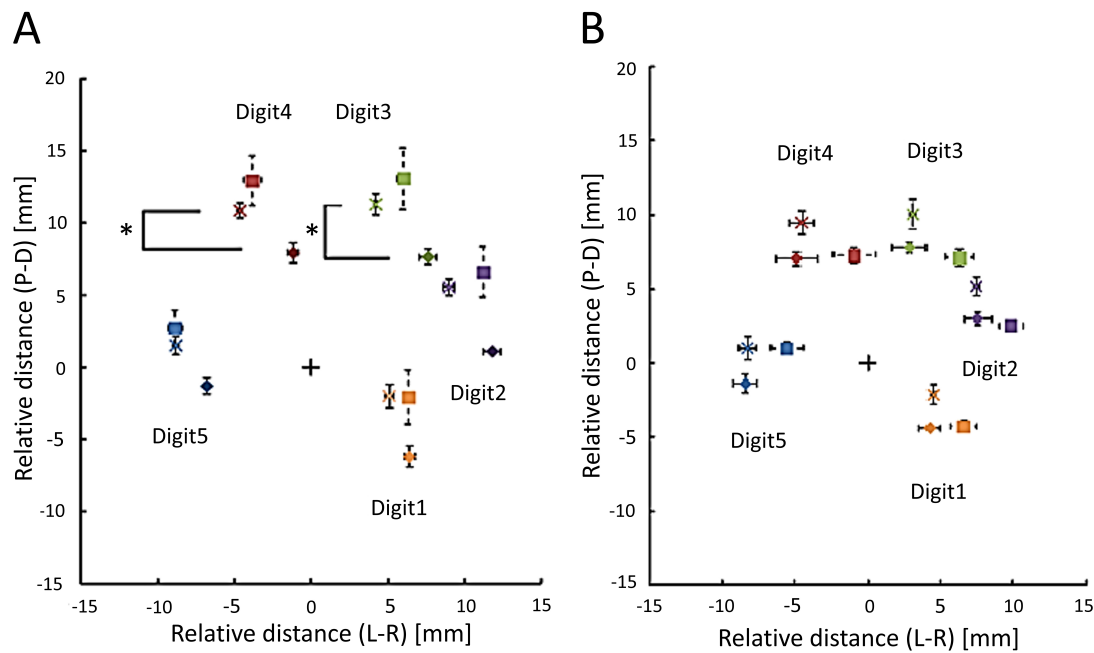 A
Relative distance (P-D) [mm]
20
15
10
5
0
-5
-10
-15
Digit4
Digit3
*
*
Digit2
Digit5
Digit1
-15
-10
-5
0
5
10
15
Relative distance (L-R) [mm]
B
Relative distance (P-D) [mm]
20
15
10
5
0
-5
-10
-15
Digit4
Digit3
Digit2
Digit5
Digit1
-15
-10
-5
0
5
10
15
Relative distance (L-R) [mm]